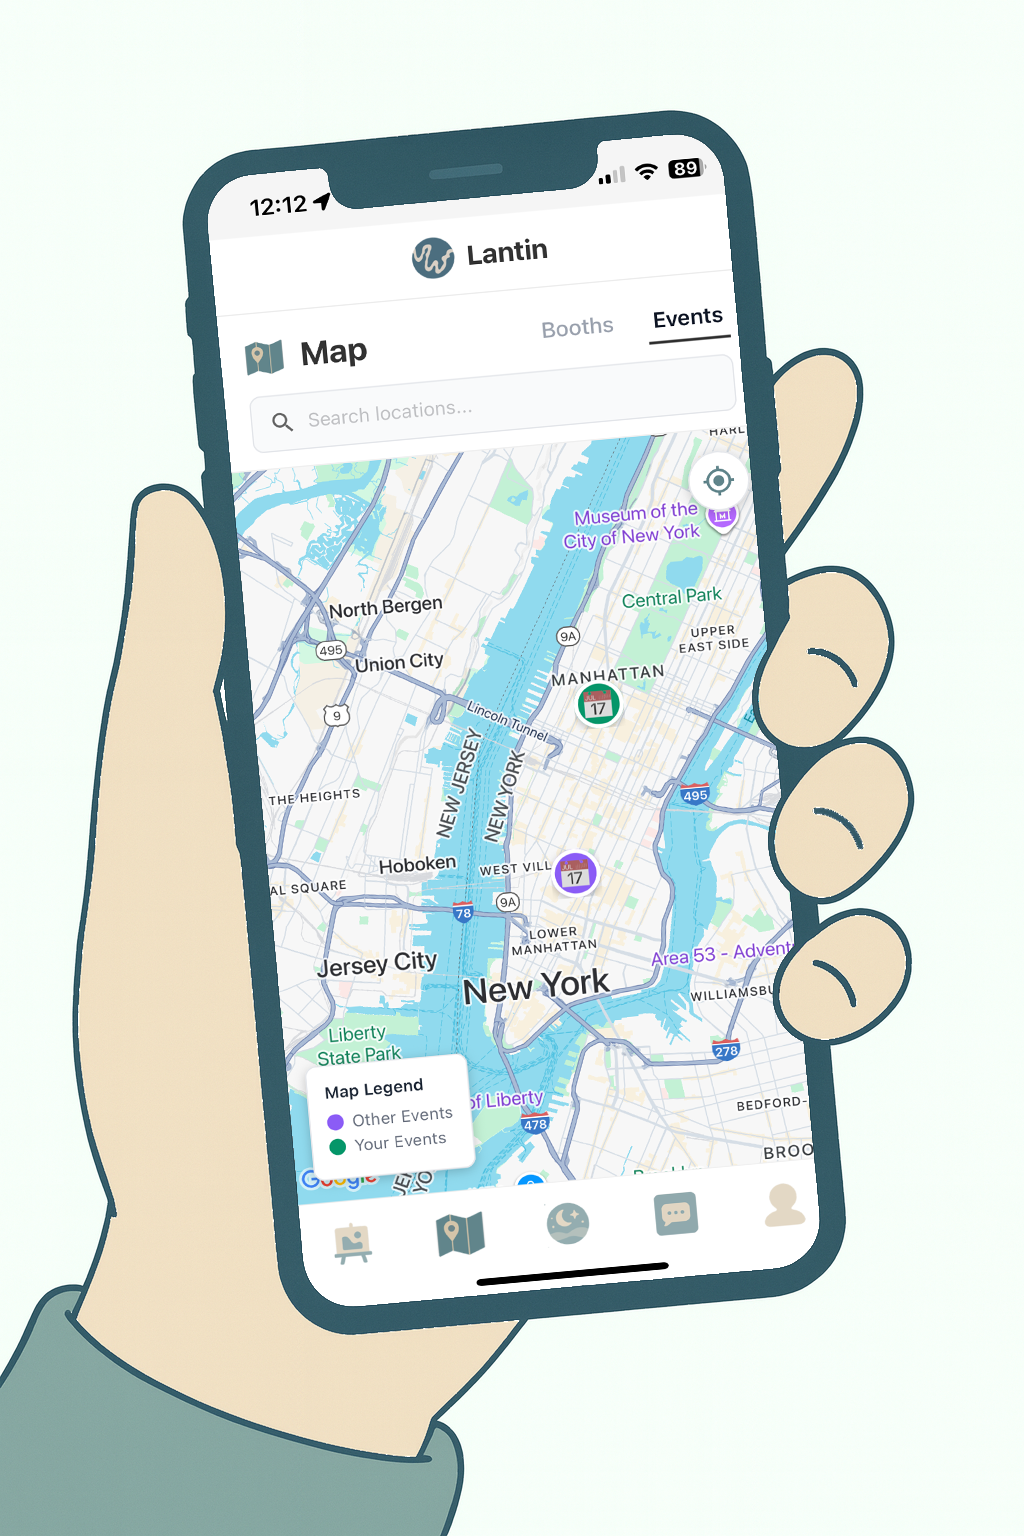 12:12
89
Lantin
Map
Booths
Events
Search locations...
HARL
Museum of the
City of New York
Central Park
North Bergen
9A
UPPER
EAST SIDE
495
Union City
MANHATTAN
JUL
17
9
Lincoln Tunnel
NEW JERSEY
NEW YORK
495
THE HEIGHTS
Hoboken
WEST VILL
JUL
17
AL SQUARE
9A
78
LOWER
MANHATTAN
Area 53 - Advent
Jersey City
New York
WILLIAMSBU
Liberty
State Park
278
Map Legend
Other Events
Your Events
of Liberty
478
BEDFORD-
BROO
Google